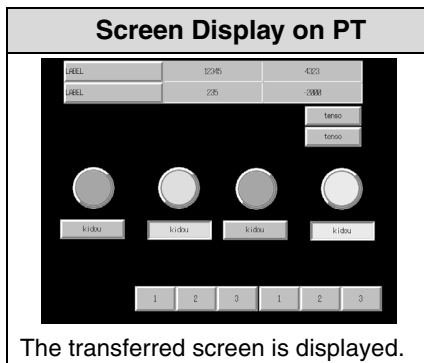 Screen Display on PT
LABEL 12345 4323
LABEL 235 -2000
tenso
tenso
kidou kidou kidou kidou
1 2 3 1 2 3
The transferred screen is displayed.